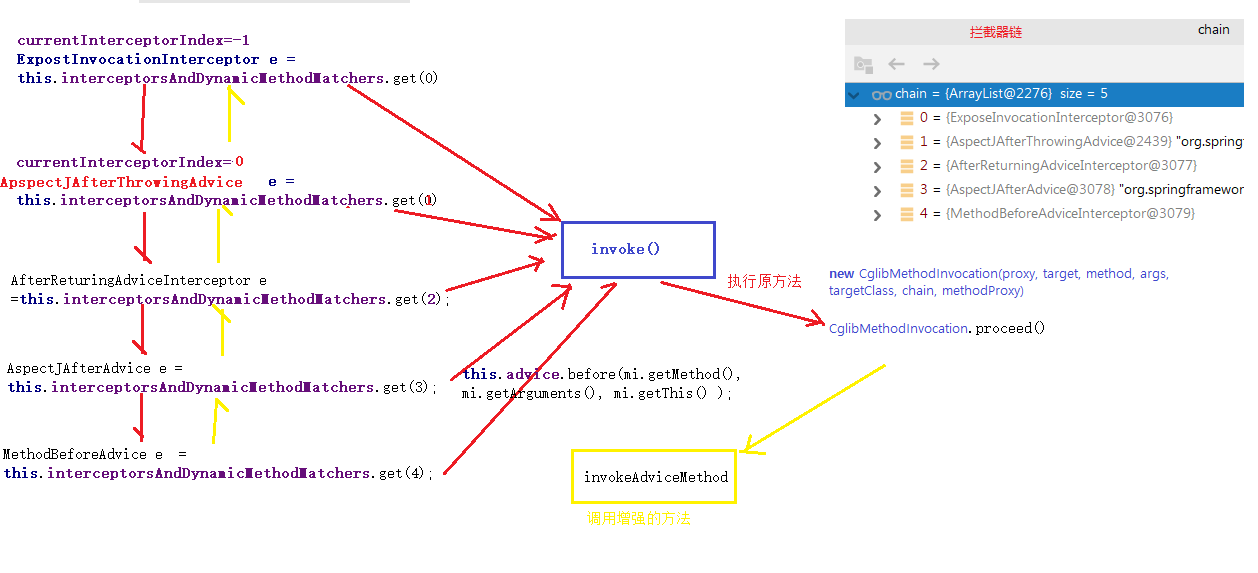 currentInterceptorIndex=-1
ExpostInvocationInterceptor e =
this.interceptorsAndDynamicMethodMatchers.get(0)
currentInterceptorIndex=0
ApspectJAfterThrowingAdvice e =
this.interceptorsAndDynamicMethodMatchers.get(1)
AfterReturingAdviceInterceptor e
=this.interceptorsAndDynamicMethodMatchers.get(2);
AspectJAfterAdvice e =
this.interceptorsAndDynamicMethodMatchers.get(3);
MethodBeforeAdvice e =
this.interceptorsAndDynamicMethodMatchers.get(4);
invoke()
执行原方法
this.advice.before(mi.getMethod(),
mi.getArguments(), mi.getThis() );
invokeAdviceMethod
调用增强的方法
拦截器链
chain
chain = {ArrayList@2276} size = 5
0 = {ExposeInvocationInterceptor@3076}
1 = {AspectJAfterThrowingAdvice@2439} "org.springf
2 = {AfterReturningAdviceInterceptor@3077}
3 = {AspectJAfterAdvice@3078} "org.springframewor
4 = {MethodBeforeAdviceInterceptor@3079}
new CglibMethodInvocation(proxy, target, method, args,
targetClass, chain, methodProxy)
CglibMethodInvocation.proceed()